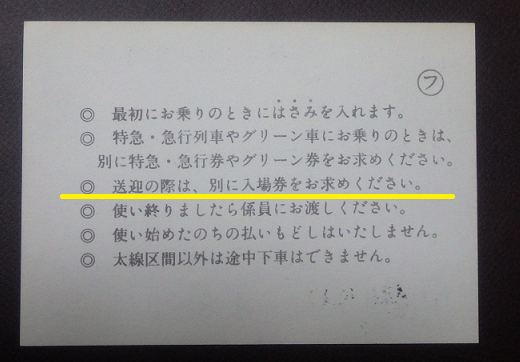 ㋫
◎ 最初にお乗りのときにはさみを入れます。
◎ 特急・急行列車やグリーン車にお乗りのときは、
別に特急・急行券やグリーン券をお求めください。
◎ 送迎の際は、別に入場券をお求めください。
◎ 使い終りましたら係員にお渡しください。
◎ 使い始めたのちの払いもどしはいたしません。
◎ 太線区間以外は途中下車はできません。